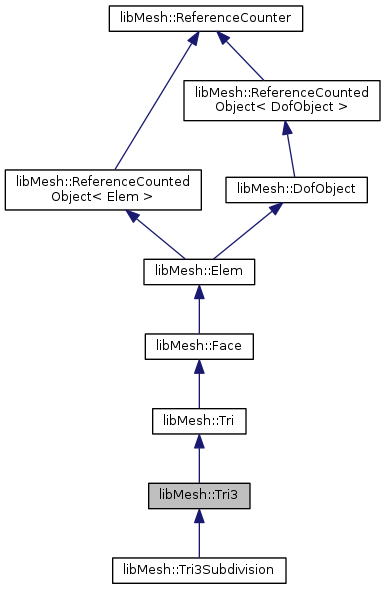 libMesh::ReferenceCounter
libMesh::ReferenceCounted
Object< DofObject >
libMesh::ReferenceCounted
Object< Elem >
libMesh::DofObject
libMesh::Elem
libMesh::Face
libMesh::Tri
libMesh::Tri3
libMesh::Tri3Subdivision